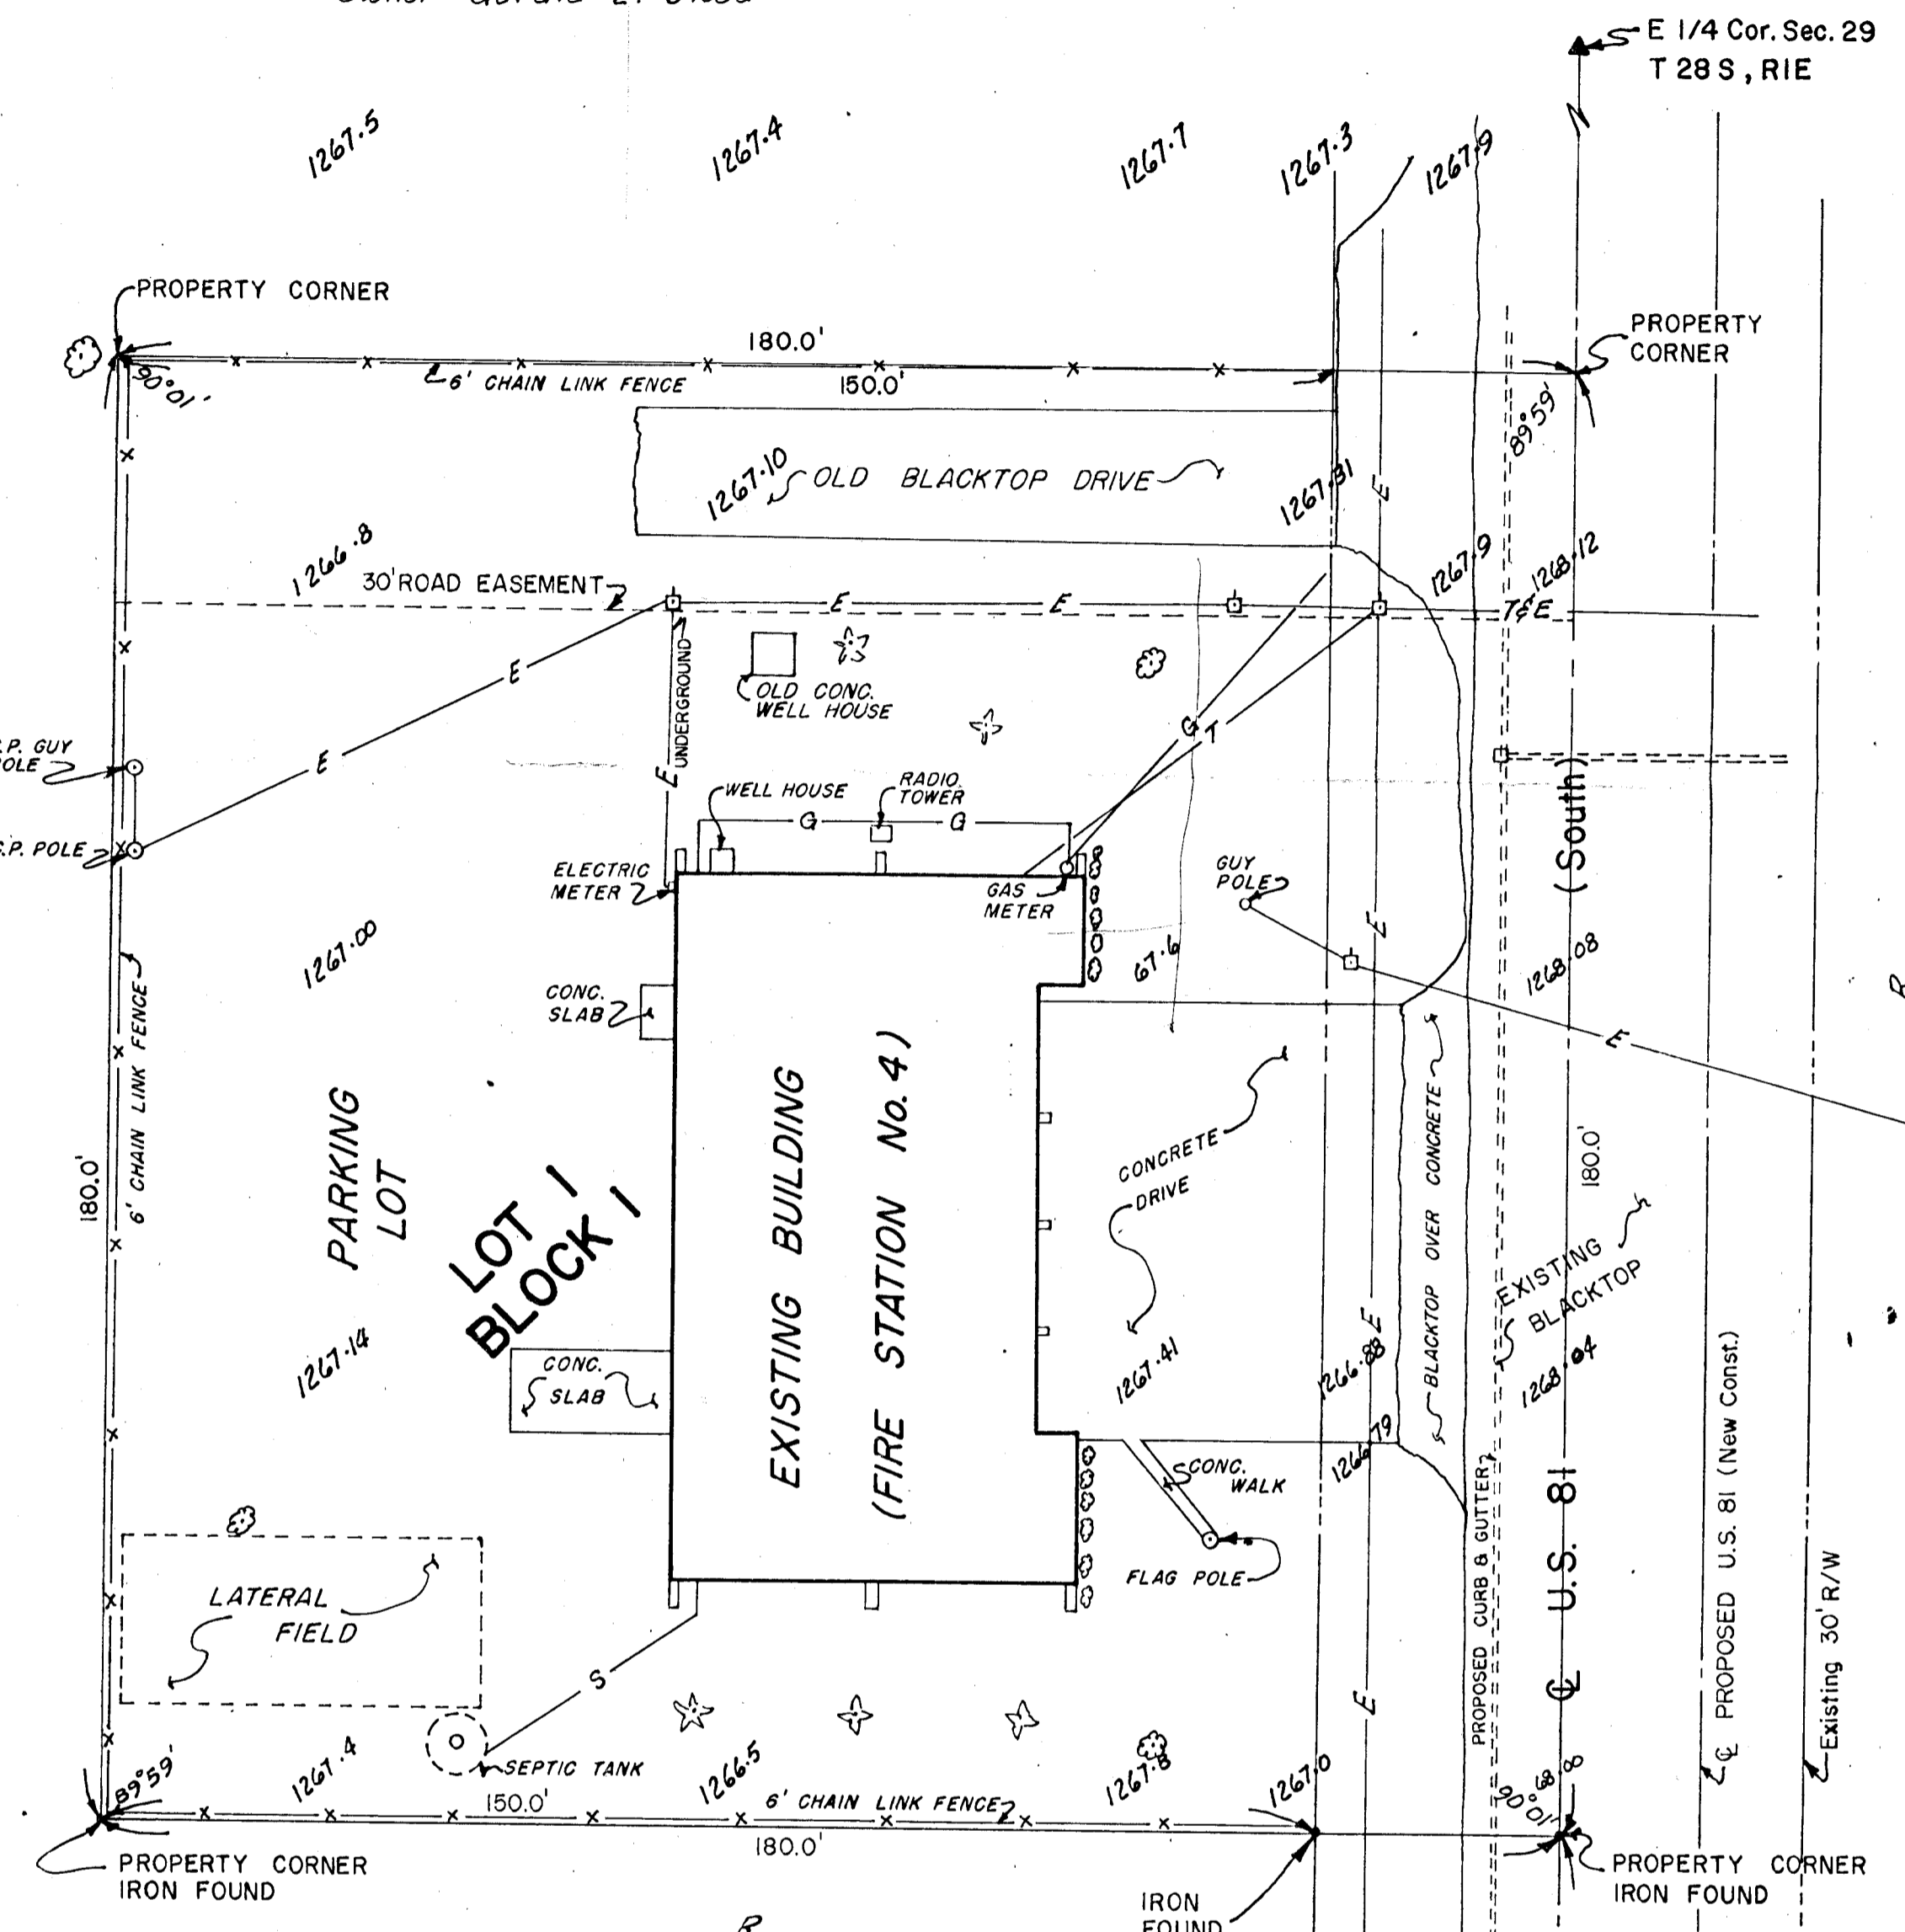 E 1/4 Cor. Sec. 29
T 28 S, R1E
N
1267.5
1267.4
1267.7
1267.3
1267.9
PROPERTY CORNER
180.0'
PROPERTY
CORNER
90°01'
6' CHAIN LINK FENCE
150.0'
89°59'
1267.10
OLD BLACKTOP DRIVE
1267.81
E
1266.8
1267.9
1268.12
30' ROAD EASEMENT
E
E
T&E
UNDERGROUND
E
OLD CONC.
WELL HOUSE
E
P. GUY
E
G
T
E
WELL HOUSE
RADIO
TOWER
G
G
P. POLE
(South)
ELECTRIC
METER
GAS
METER
GUY
POLE
E
1267.00
67.6
1268.08
6' CHAIN LINK FENCE
CONC.
SLAB
E
180.0'
PARKING
LOT
LOT 1
BLOCK 1
EXISTING BUILDING
(FIRE STATION No. 4)
CONCRETE
DRIVE
BLACKTOP OVER CONCRETE
180.0'
EXISTING
BLACKTOP
E
1267.14
CONC.
SLAB
1267.41
1266.88
1268.04
1266.79
CONC.
WALK
FLAG POLE
PROPOSED CURB & GUTTER
℄ U.S. 81
℄ PROPOSED U.S. 81 (New Const.)
Existing 30' R/W
LATERAL
FIELD
S
E
SEPTIC TANK
89°59'
1267.4
1266.5
1267.8
1267.0
68.00
90°01'
150.0'
6' CHAIN LINK FENCE
180.0'
PROPERTY CORNER
IRON FOUND
IRON
FOUND
PROPERTY CORNER
IRON FOUND